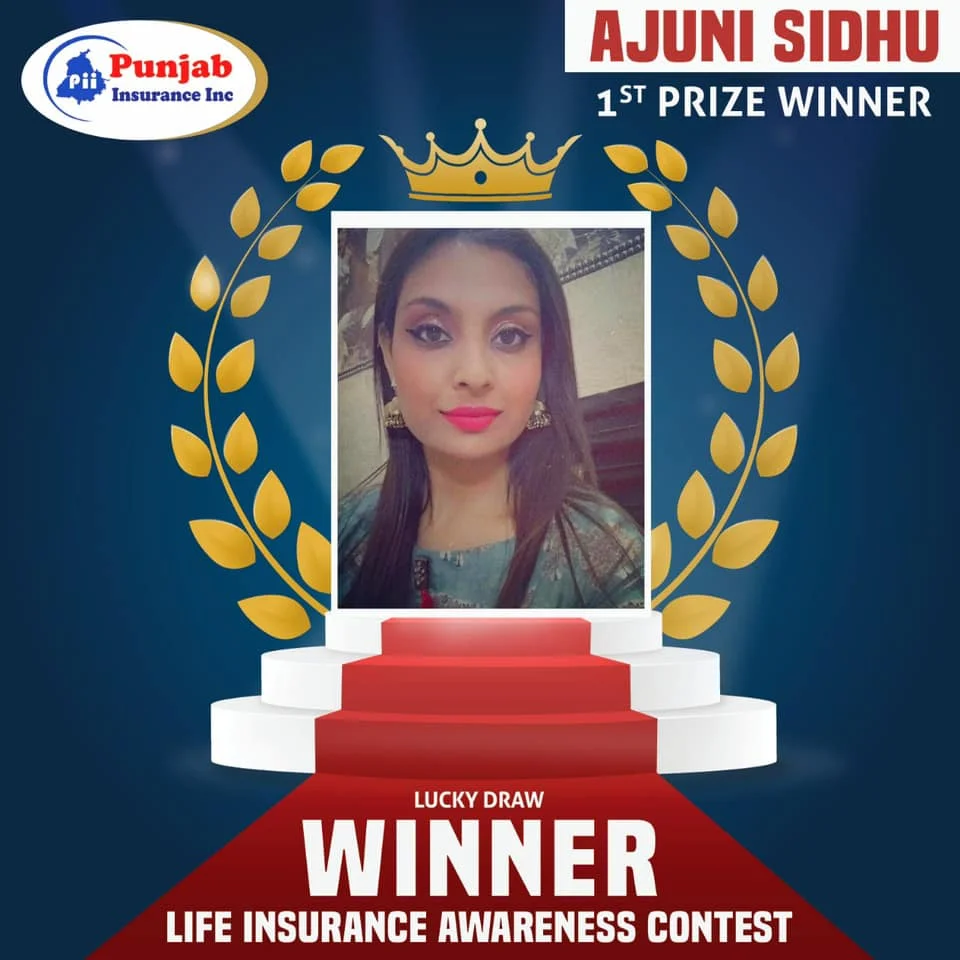 Pii
Punjab
Insurance Inc
AJUNI SIDHU
1ST PRIZE WINNER
LUCKY DRAW
WINNER
LIFE INSURANCE AWARENESS CONTEST